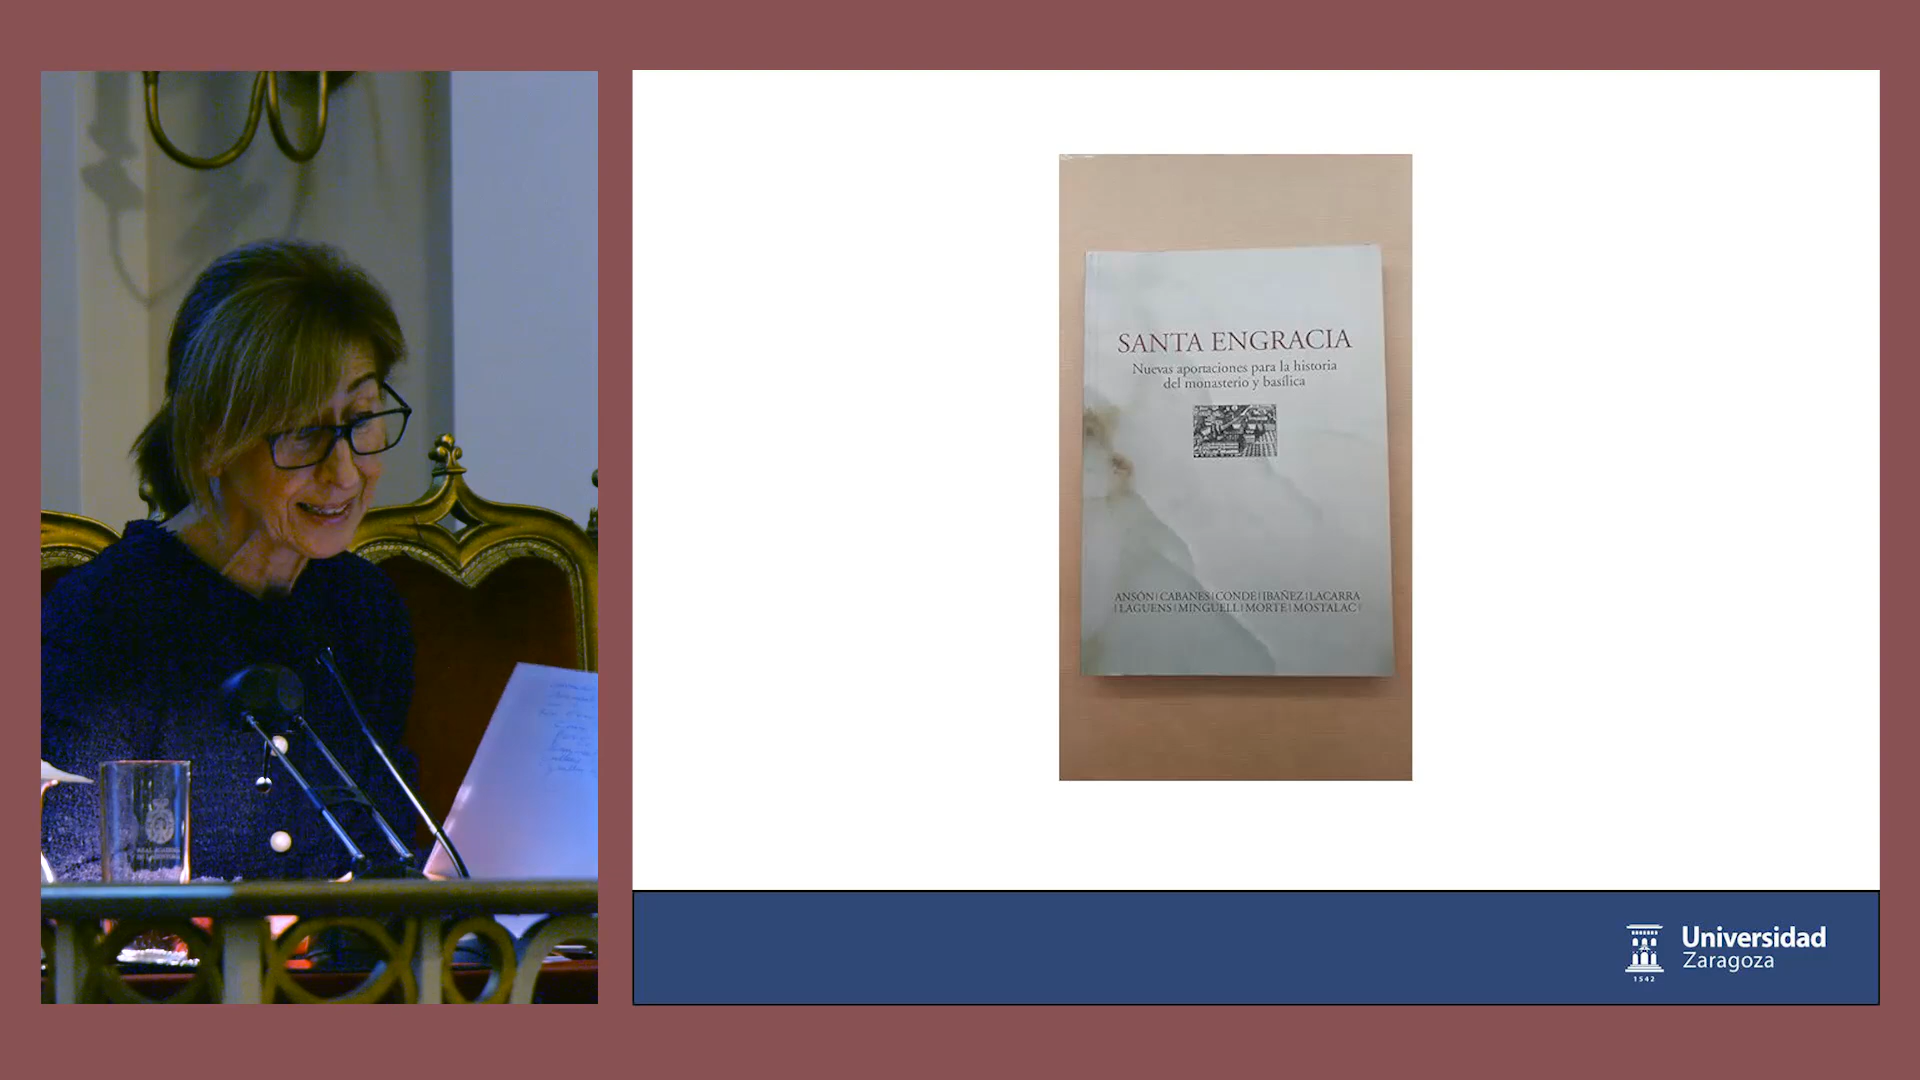 SANTA ENGRACIA
Nuevas aportaciones para la historia
del monasterio y basílica
ANSÓN | CABANES | CONDE | IBAÑEZ | LACARRA
| LAGUENS | MINGUELL | MORTE | MOSTALAC |
Universidad
Zaragoza
1542